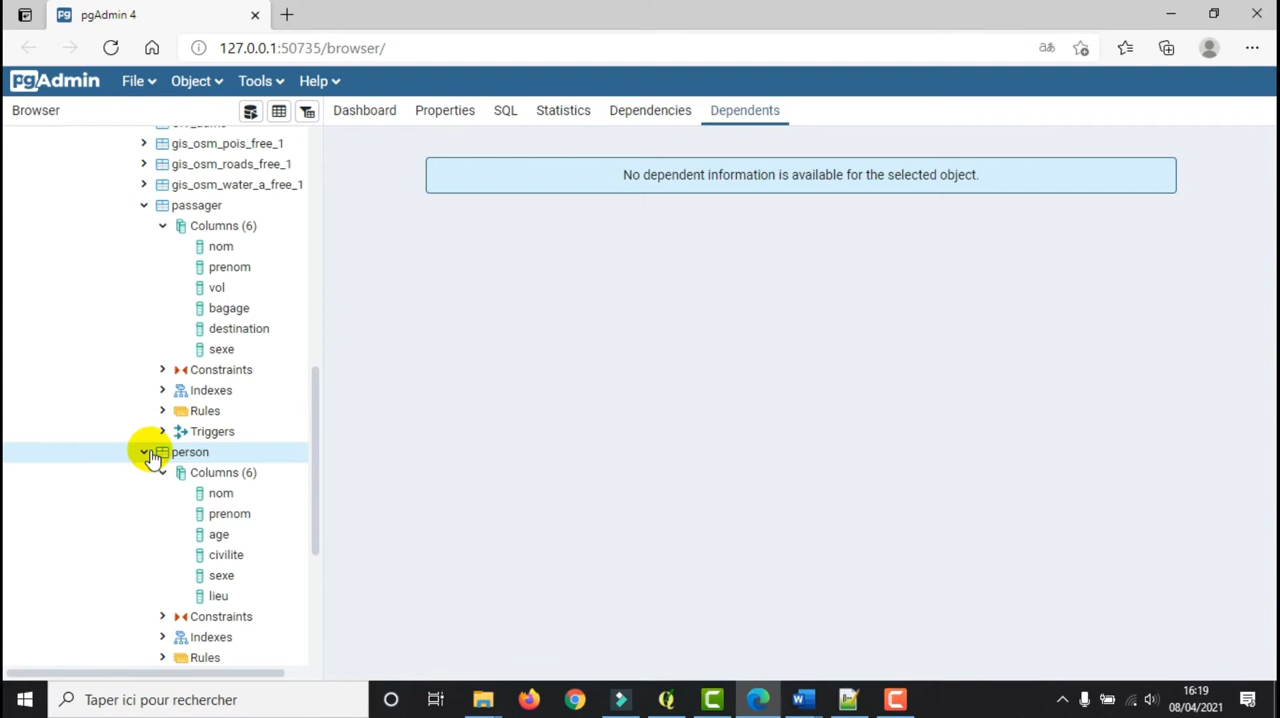 pgAdmin 4
127.0.0.1:50735/browser/
pgAdmin File Object Tools Help
Browser
Dashboard Properties SQL Statistics Dependencies Dependents
gis_osm_pois_free_1
gis_osm_roads_free_1
gis_osm_water_a_free_1
passager
Columns (6)
nom
prenom
vol
bagage
destination
sexe
Constraints
Indexes
Rules
Triggers
person
Columns (6)
nom
prenom
age
civilite
sexe
lieu
Constraints
Indexes
Rules
No dependent information is available for the selected object.
Taper ici pour rechercher
16:19
08/04/2021